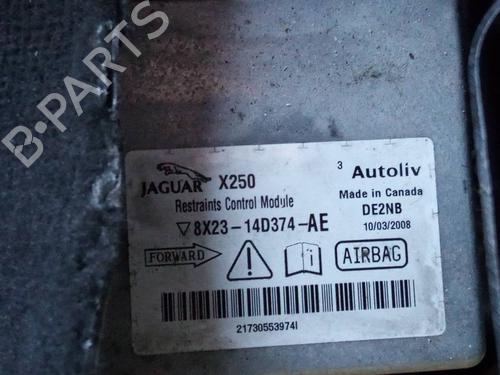 B-PARTS
JAGUAR X250
Restraints Control Module
8X23-14D374-AE
FORWARD
3 Autoliv
Made in Canada
DE2NB
10/03/2008
i AIRBAG
21730553974I